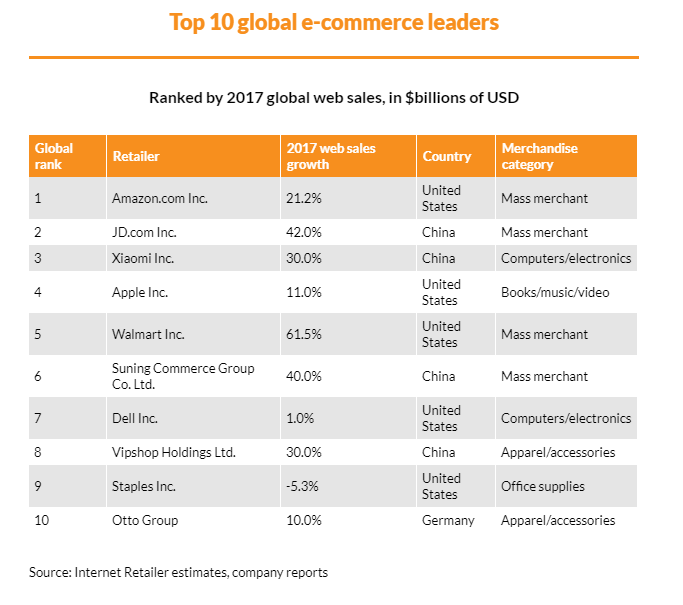 Top 10 global e-commerce leaders
Ranked by 2017 global web sales, in $billions of USD
Global rank Retailer 2017 web sales growth Country Merchandise category
1 Amazon.com Inc. 21.2% United States Mass merchant
2 JD.com Inc. 42.0% China Mass merchant
3 Xiaomi Inc. 30.0% China Computers/electronics
4 Apple Inc. 11.0% United States Books/music/video
5 Walmart Inc. 61.5% United States Mass merchant
6 Suning Commerce Group Co. Ltd. 40.0% China Mass merchant
7 Dell Inc. 1.0% United States Computers/electronics
8 Vipshop Holdings Ltd. 30.0% China Apparel/accessories
9 Staples Inc. -5.3% United States Office supplies
10 Otto Group 10.0% Germany Apparel/accessories
Source: Internet Retailer estimates, company reports